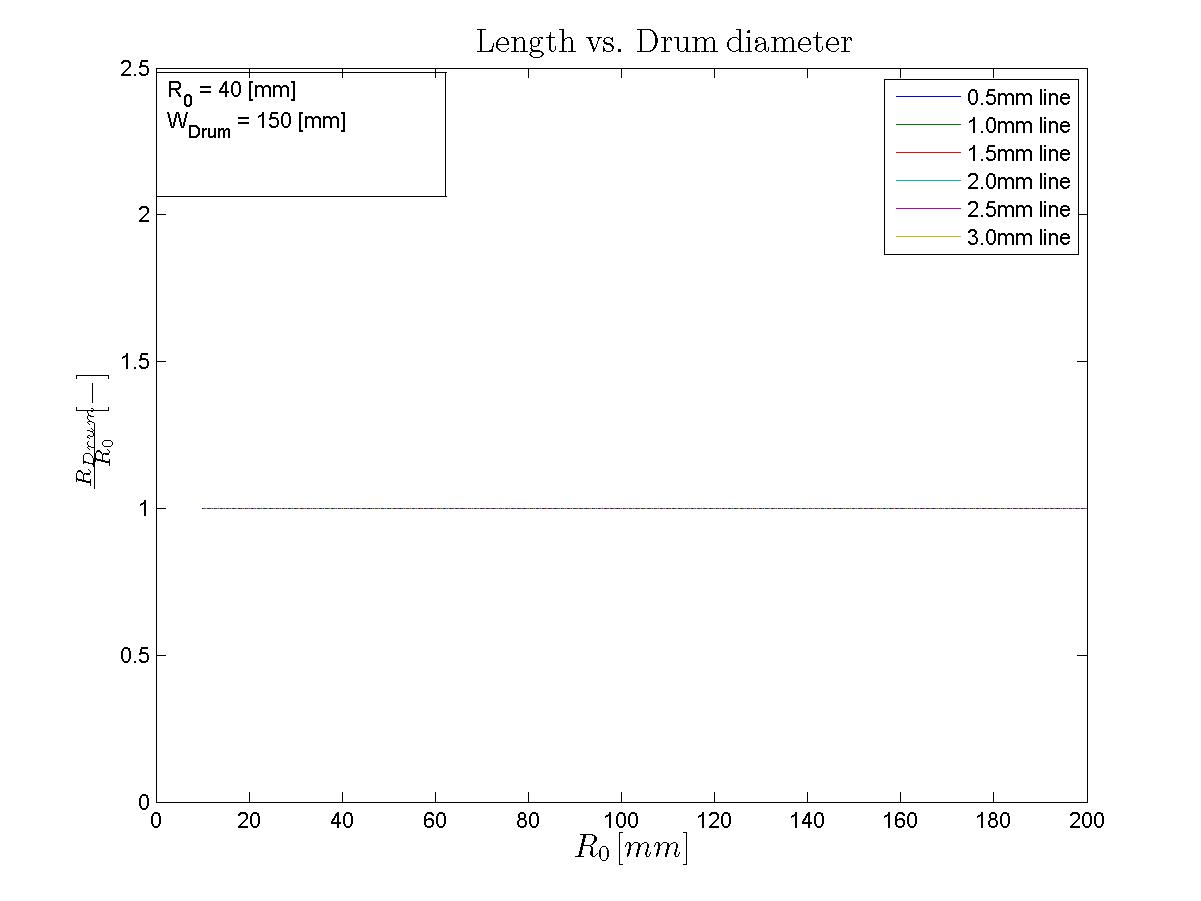 Length vs. Drum diameter
R0 = 40 [mm]
WDrum = 150 [mm]
0.5mm line
1.0mm line
1.5mm line
2.0mm line
2.5mm line
3.0mm line
2.5
2
1.5
1
0.5
0
RDrum/R0 [−]
0 20 40 60 80 100 120 140 160 180 200
R0 [mm]